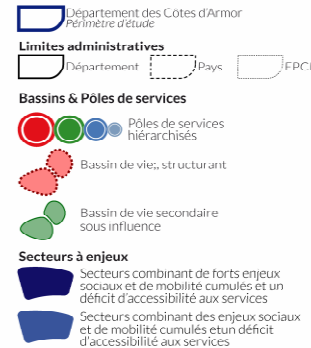 Département des Côtes d'Armor
Périmètre d'étude
Limites administratives
Département
Pays
EPCI
Bassins & Pôles de services
Pôles de services
hiérarchisés
Bassin de vie, structurant
Bassin de vie secondaire
sous influence
Secteurs à enjeux
Secteurs combinant de forts enjeux
sociaux et de mobilité cumulés et un
déficit d'accessibilité aux services
Secteurs combinant des enjeux sociaux
et de mobilité cumulés etun déficit
d'accessibilité aux services